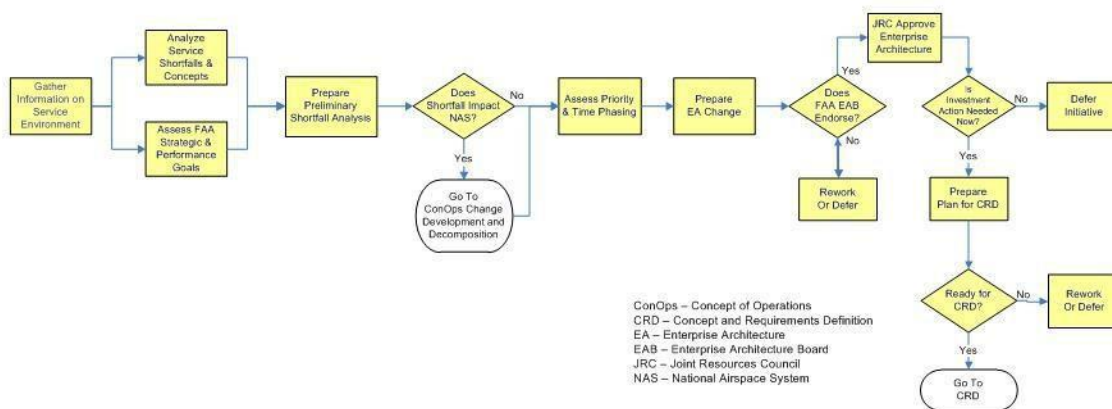 Gather
Information on
Service
Environment
Analyze
Service
Shortfalls &
Concepts
Assess FAA
Strategic &
Performance
Goals
Prepare
Preliminary
Shortfall Analysis
Does
Shortfall Impact
NAS?
No
Yes
Go To
ConOps Change
Development and
Decomposition
Assess Priority
& Time Phasing
Prepare
EA Change
Does
FAA EAB
Endorse?
Yes
No
Rework
Or Defer
JRC Approve
Enterprise
Architecture
Is
Investment
Action Needed
Now?
No
Defer
Initiative
Yes
Prepare
Plan for CRD
Ready for
CRD?
No
Rework
Or Defer
Yes
Go To
CRD
ConOps – Concept of Operations
CRD – Concept and Requirements Definition
EA – Enterprise Architecture
EAB – Enterprise Architecture Board
JRC – Joint Resources Council
NAS – National Airspace System